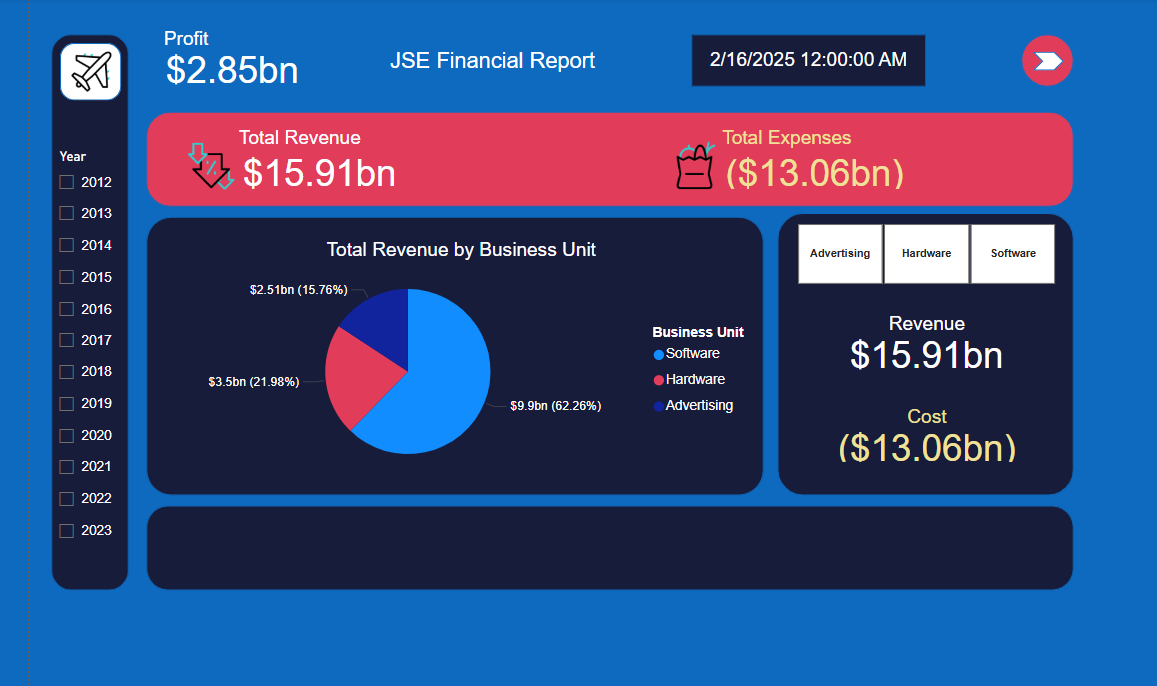 Profit
$2.85bn
JSE Financial Report
2/16/2025 12:00:00 AM
Total Revenue
$15.91bn
%
Total Expenses
($13.06bn)
Year
2012
2013
2014
2015
2016
2017
2018
2019
2020
2021
2022
2023
Total Revenue by Business Unit
$2.51bn (15.76%)
$3.5bn (21.98%)
$9.9bn (62.26%)
Business Unit
Software
Hardware
Advertising
Advertising Hardware Software
Revenue
$15.91bn
Cost
($13.06bn)